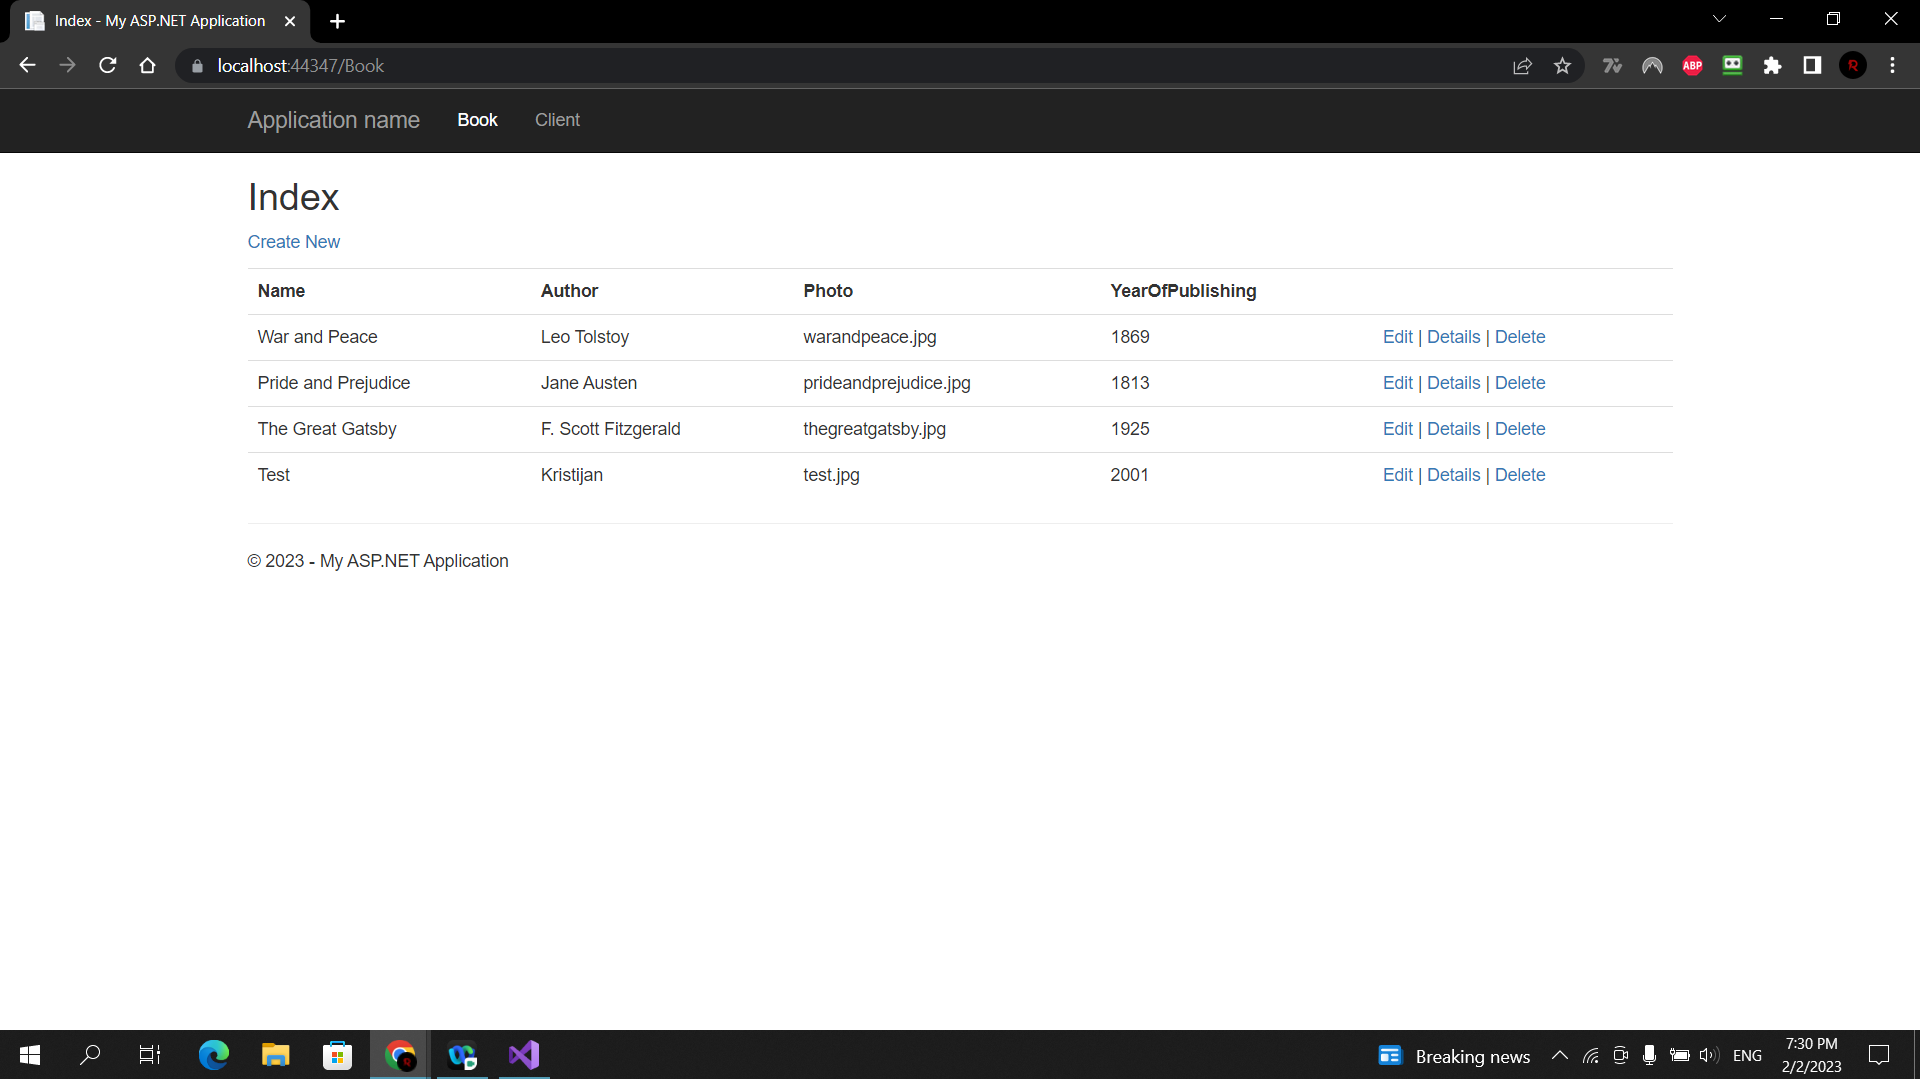 Index - My ASP.NET Application
localhost:44347/Book
ABP
R
Application name Book Client
Index
Create New
Name Author Photo YearOfPublishing
War and Peace Leo Tolstoy warandpeace.jpg 1869 Edit | Details | Delete
Pride and Prejudice Jane Austen prideandprejudice.jpg 1813 Edit | Details | Delete
The Great Gatsby F. Scott Fitzgerald thegreatgatsby.jpg 1925 Edit | Details | Delete
Test Kristijan test.jpg 2001 Edit | Details | Delete
© 2023 - My ASP.NET Application
Breaking news ENG 7:30 PM
2/2/2023